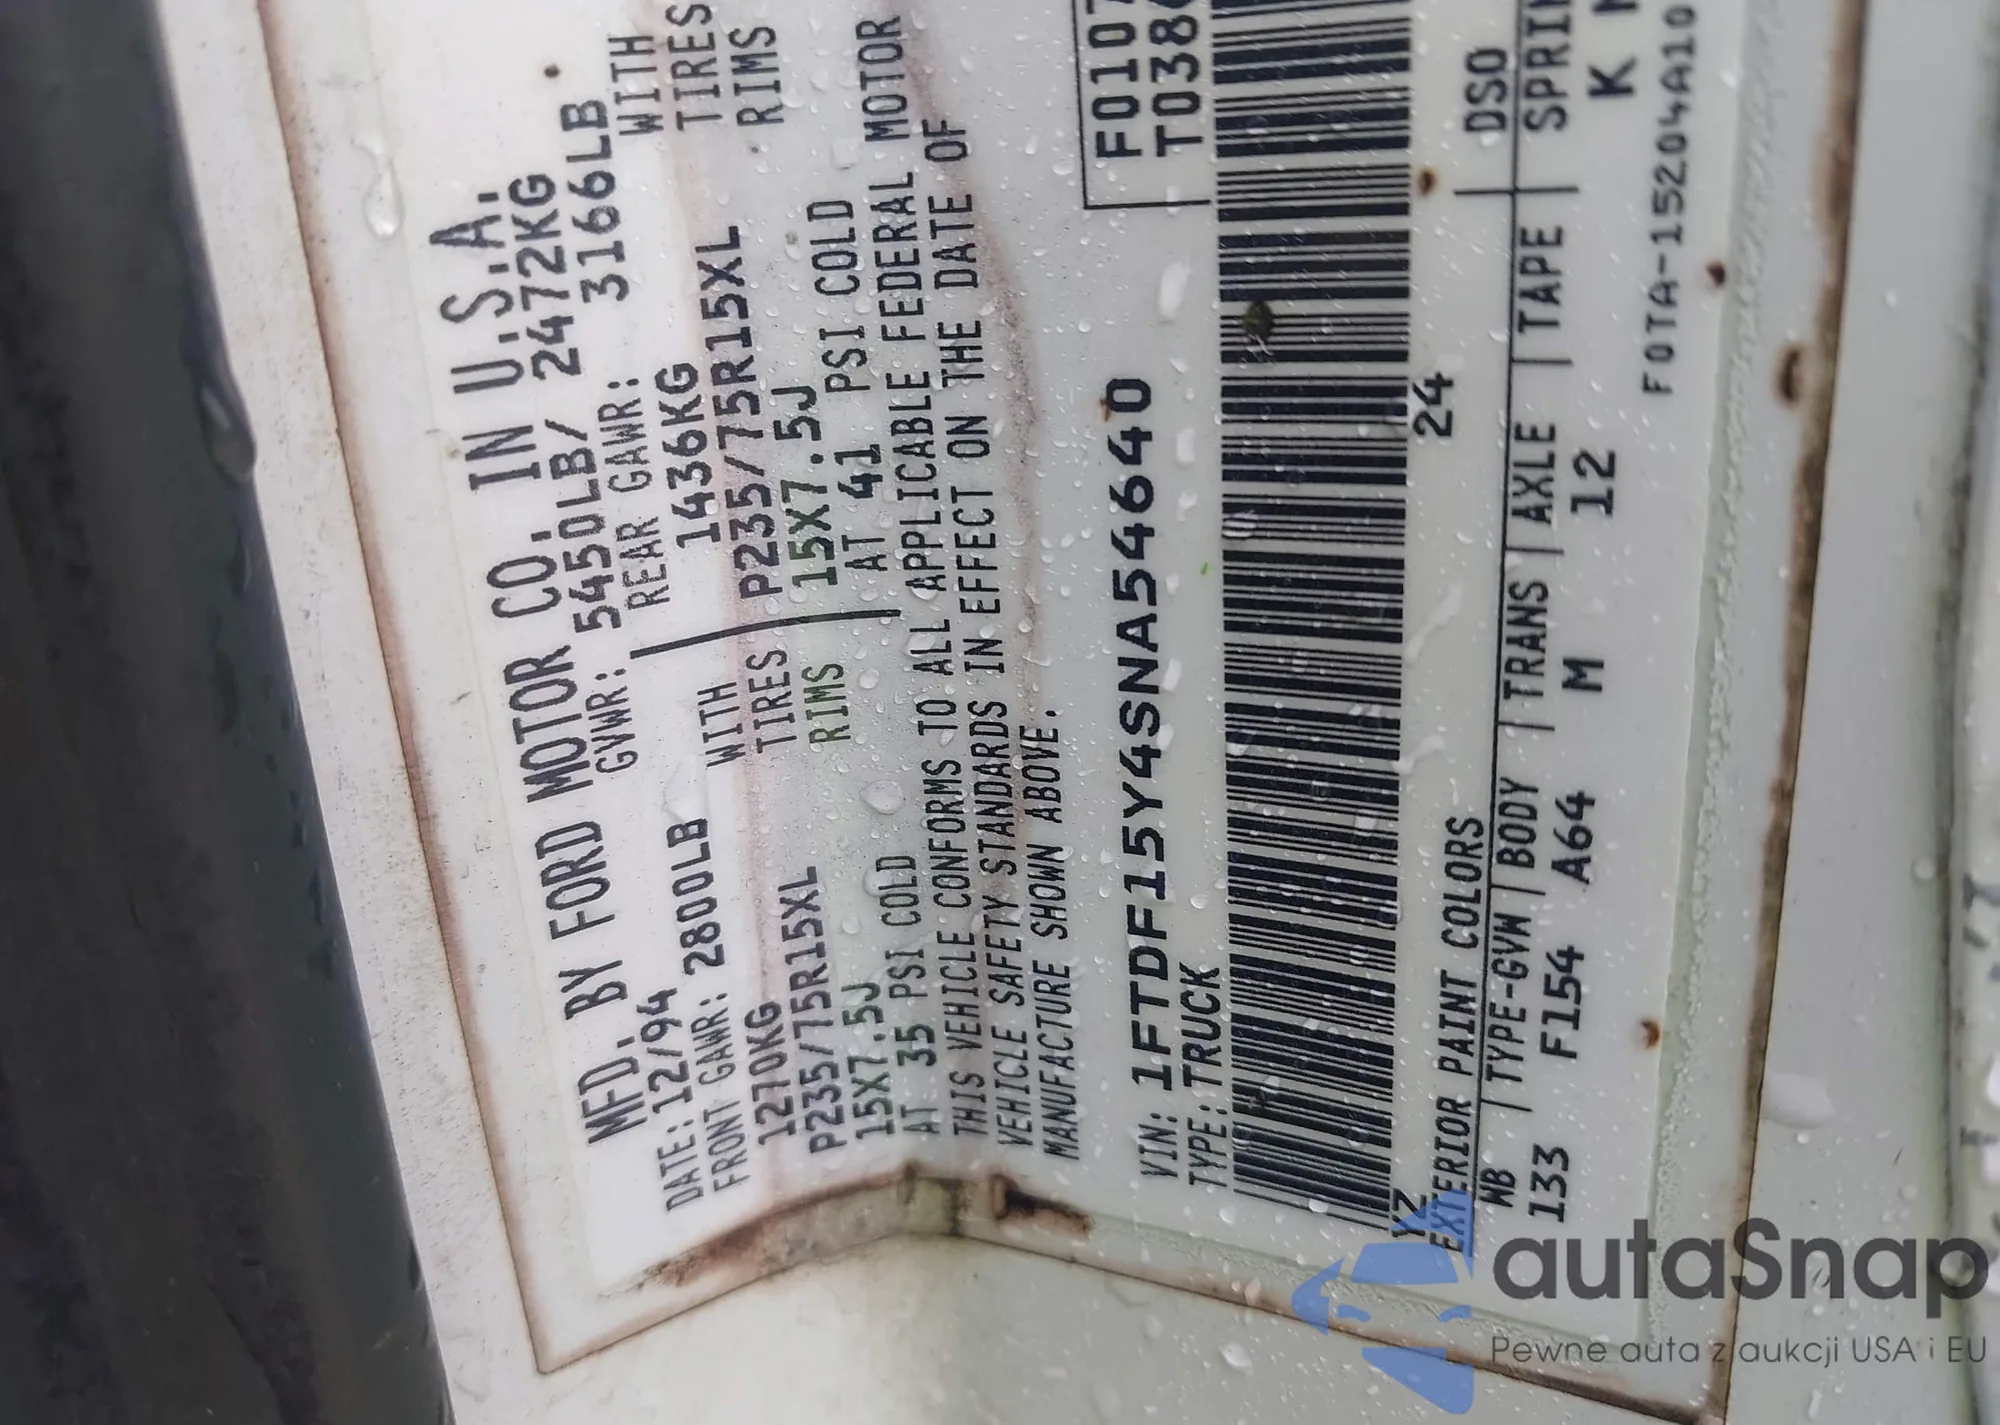 MFD. BY FORD MOTOR CO. IN U.S.A.
DATE: 12/94 GVWR: 5450LB/ 2472KG
FRONT GAWR: 2800LB REAR GAWR: 3166LB
1270KG WITH 1436KG WITH
P235/75R15XL TIRES P235/75R15XL TIRES
15X7.5J RIMS 15X7.5J RIMS
AT 35 PSI COLD AT 41 PSI COLD
THIS VEHICLE CONFORMS TO ALL APPLICABLE FEDERAL MOTOR
VEHICLE SAFETY STANDARDS IN EFFECT ON THE DATE OF
MANUFACTURE SHOWN ABOVE.
F0107
VIN: 1FTDF15Y4SNA54640 T038
TYPE: TRUCK
YZ 24
EXTERIOR PAINT COLORS DSO
WB | TYPE-GVW | BODY | TRANS | AXLE | TAPE | SPRIN
133 F154 A64 M 12 K
F0TA-15204A10
autaSnap
Pewne auta z aukcji USA i EU